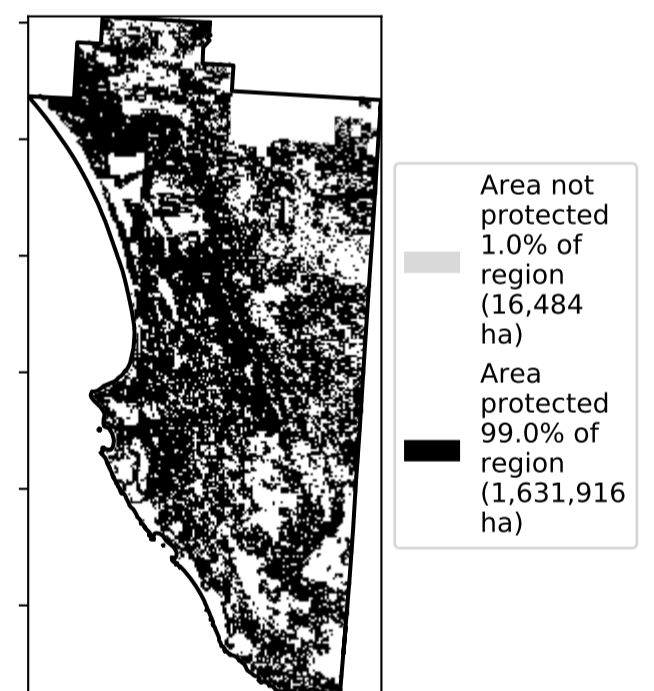 Area not
protected
1.0% of
region
(16,484
ha)
Area
protected
99.0% of
region
(1,631,916
ha)